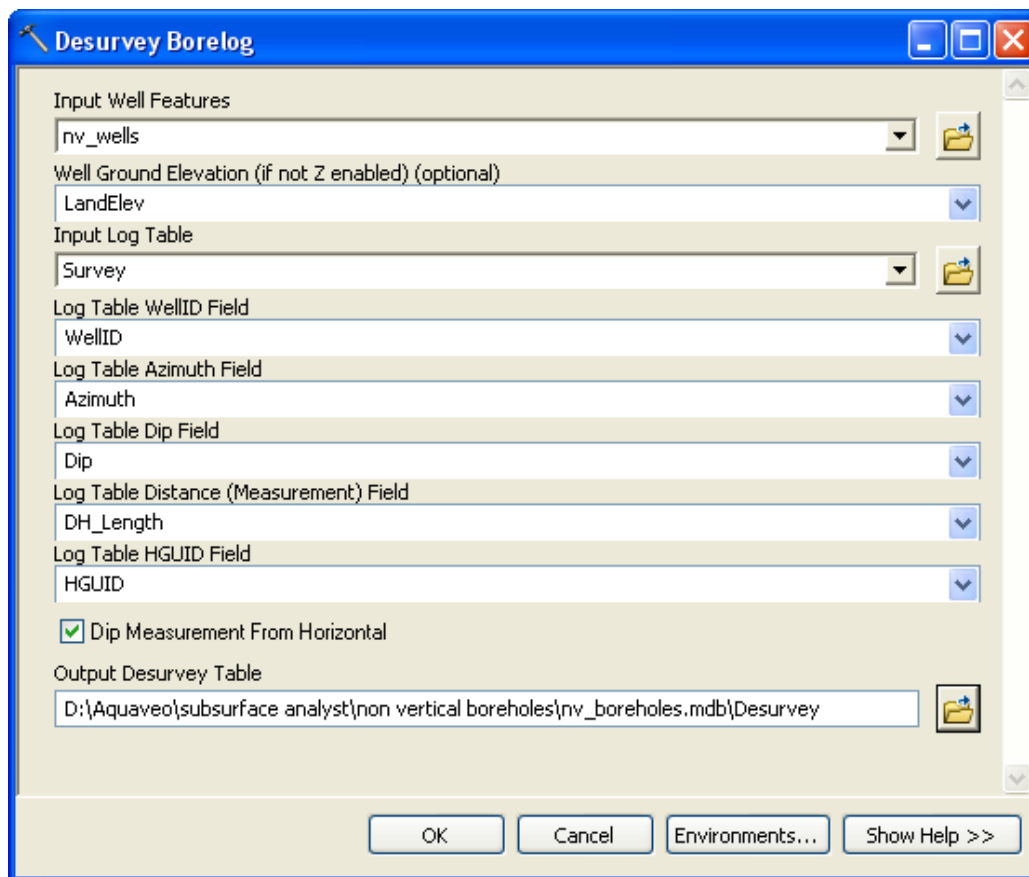 Desurvey Borelog
Input Well Features
nv_wells
Well Ground Elevation (if not Z enabled) (optional)
LandElev
Input Log Table
Survey
Log Table WellID Field
WellID
Log Table Azimuth Field
Azimuth
Log Table Dip Field
Dip
Log Table Distance (Measurement) Field
DH_Length
Log Table HGUID Field
HGUID
Dip Measurement From Horizontal
Output Desurvey Table
D:\Aquaveo\subsurface analyst\non vertical boreholes\nv_boreholes.mdb\Desurvey
OK Cancel Environments... Show Help >>